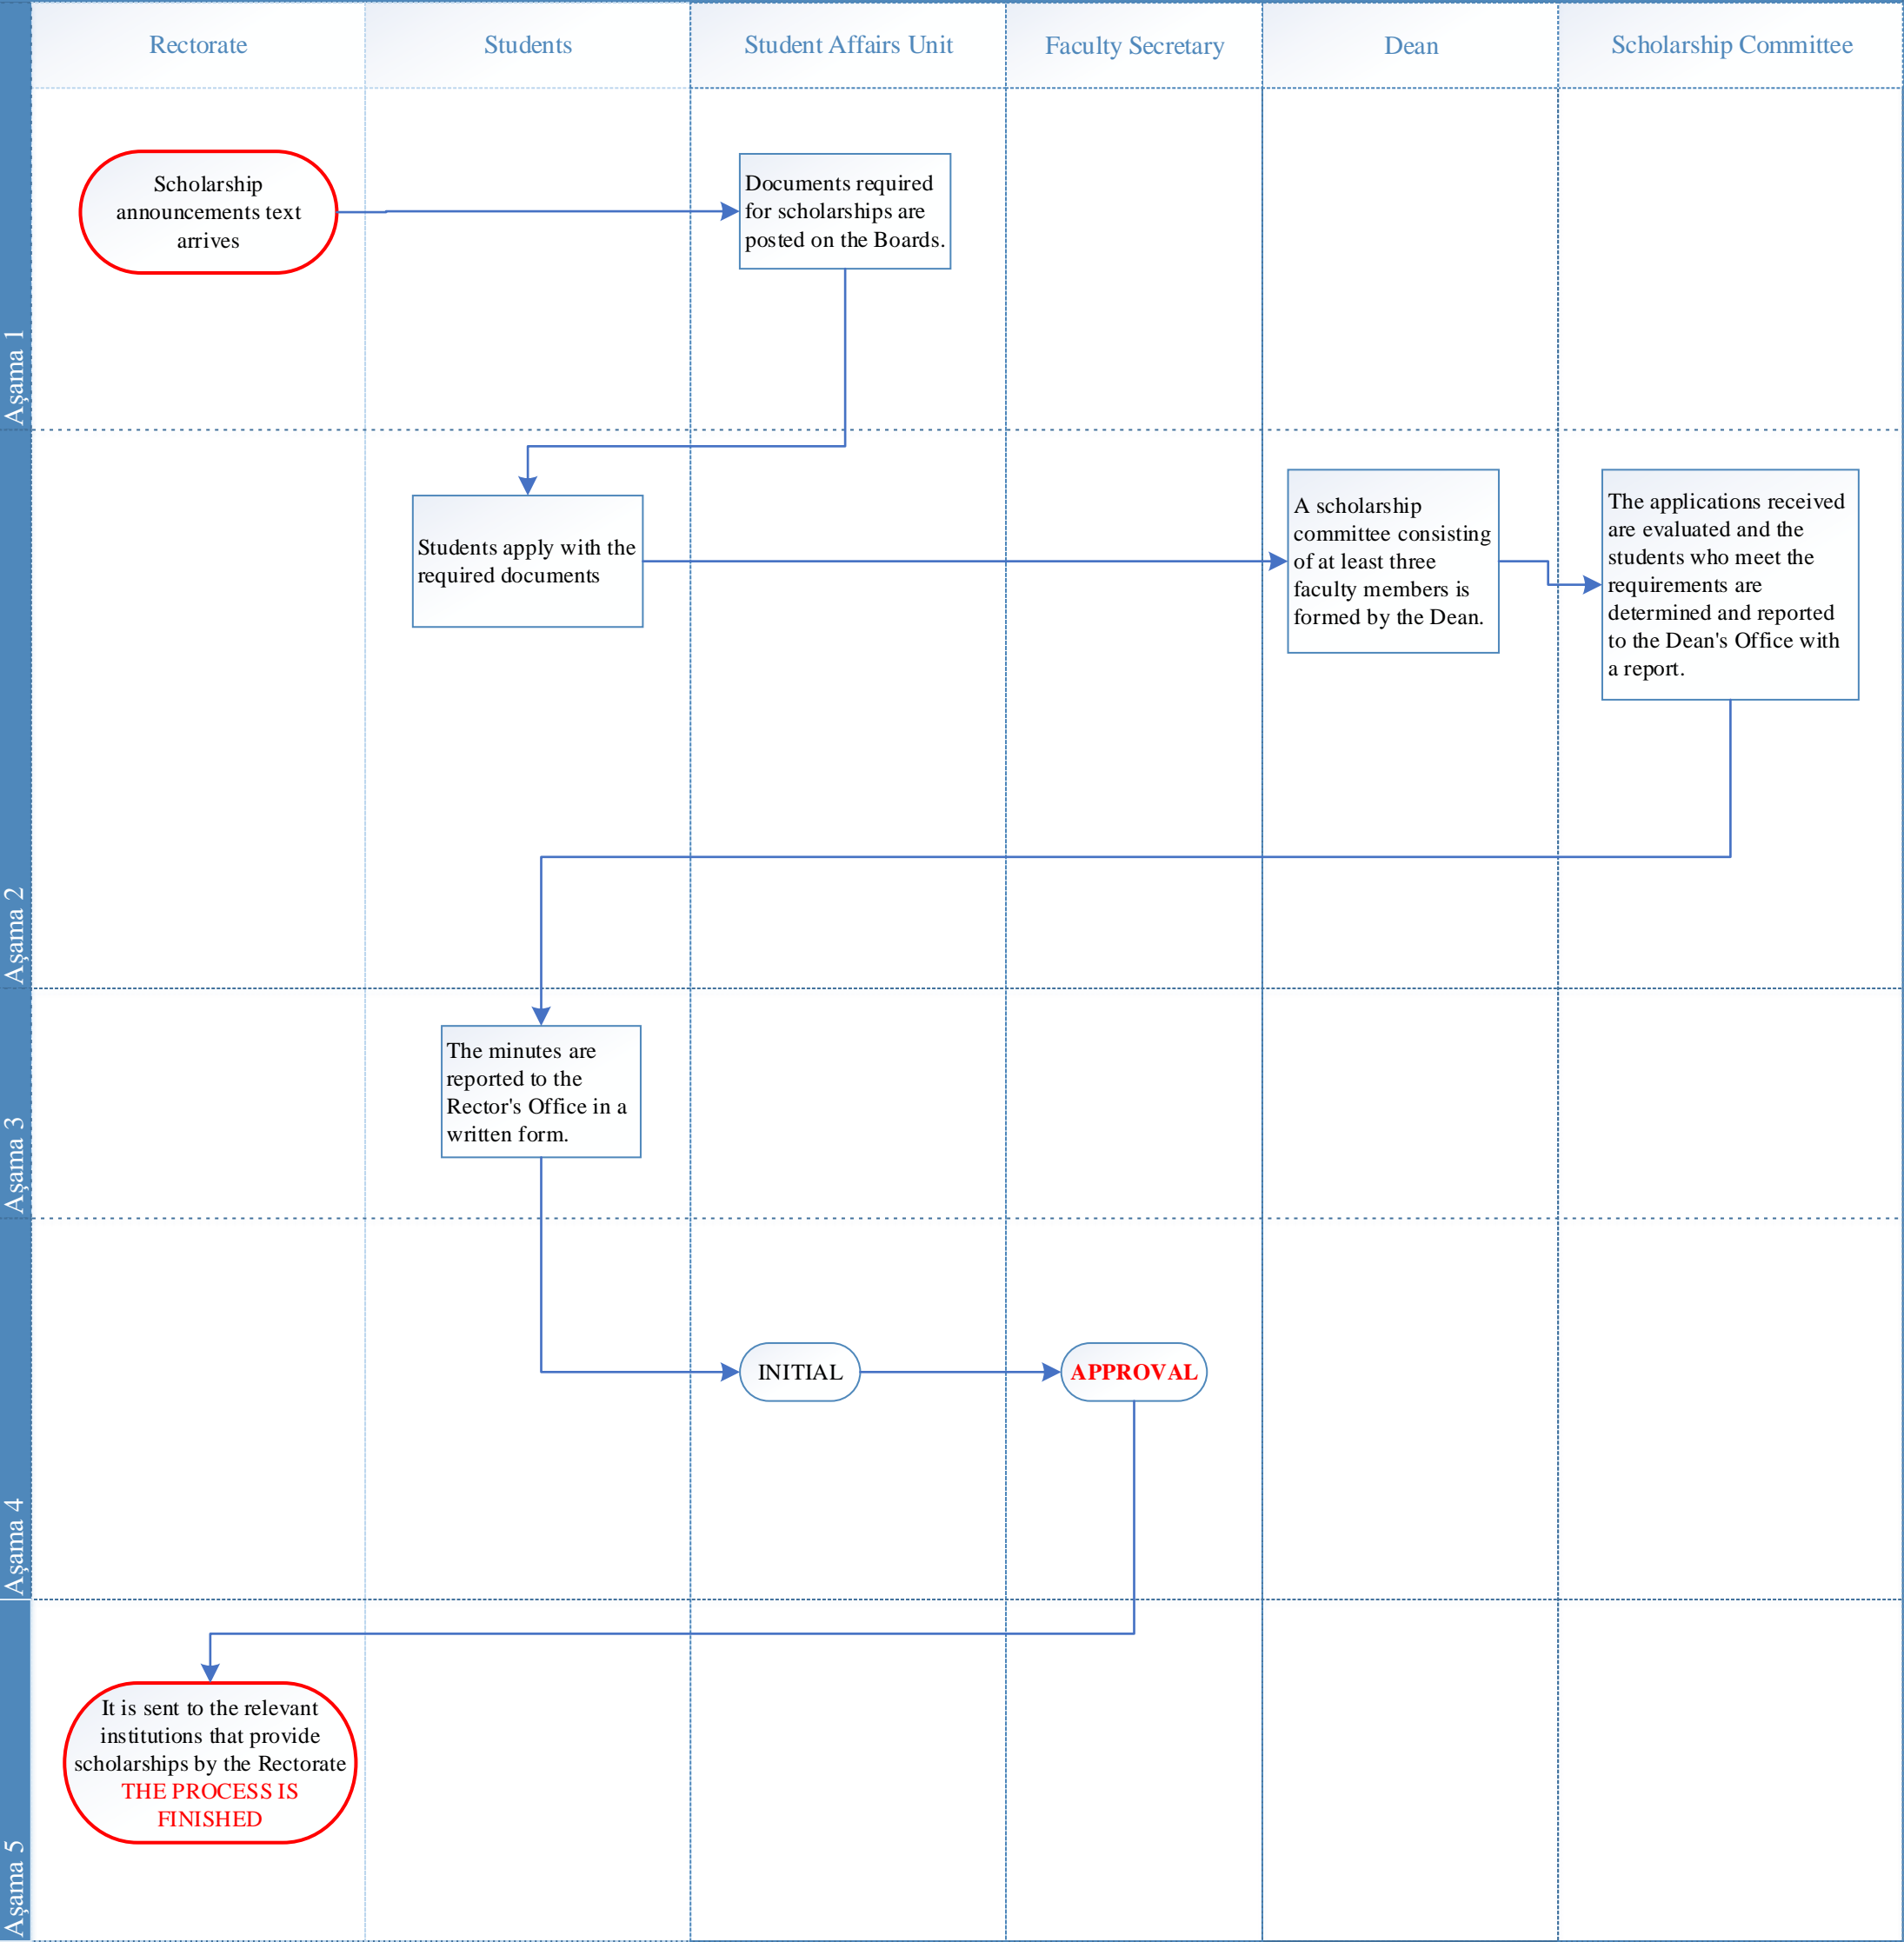 Rectorate
Students
Student Affairs Unit
Faculty Secretary
Dean
Scholarship Committee
Aşama 1
Scholarship
announcements text
arrives
Documents required
for scholarships are
posted on the Boards.
Aşama 2
Students apply with the
required documents
A scholarship
committee consisting
of at least three
faculty members is
formed by the Dean.
The applications received
are evaluated and the
students who meet the
requirements are
determined and reported
to the Dean's Office with
a report.
Aşama 3
The minutes are
reported to the
Rector's Office in a
written form.
Aşama 4
INITIAL
APPROVAL
Aşama 5
It is sent to the relevant
institutions that provide
scholarships by the Rectorate
THE PROCESS IS
FINISHED